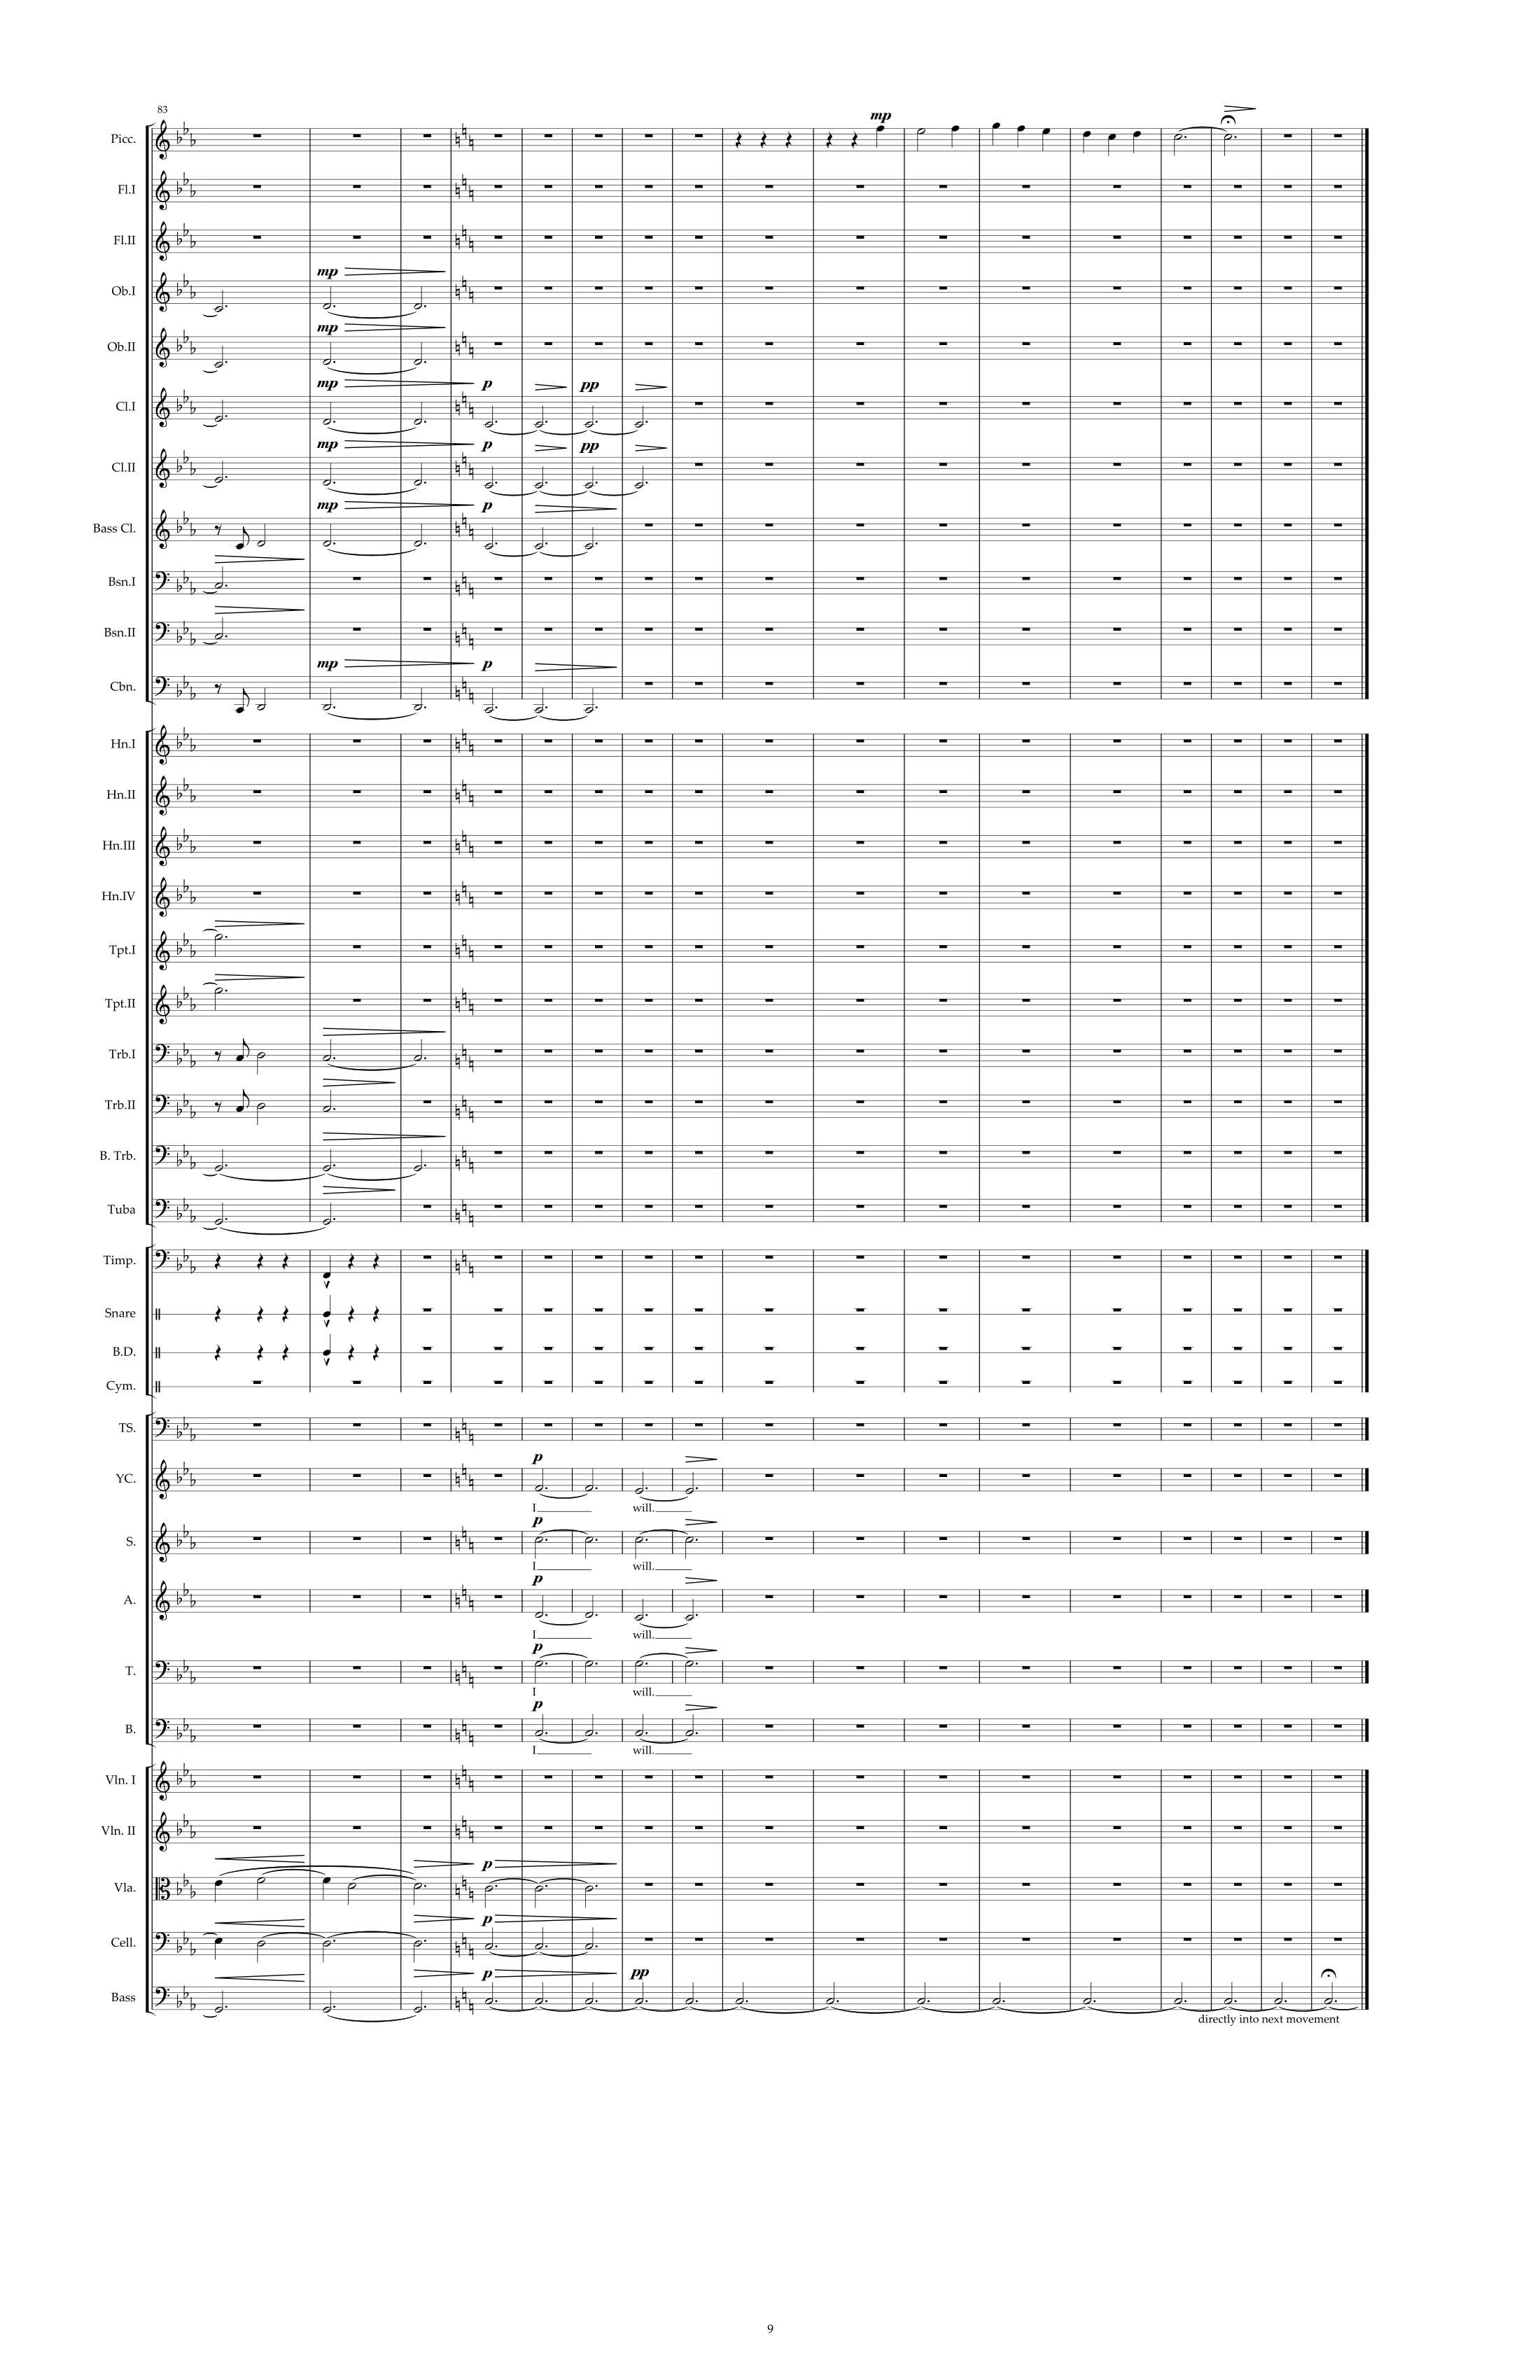 83
mp
Picc.
Fl.I
Fl.II
mp
Ob.I
mp
Ob.II
mp p pp
Cl.I
mp p pp
Cl.II
mp p
Bass Cl.
Bsn.I
Bsn.II
mp p
Cbn.
Hn.I
Hn.II
Hn.III
Hn.IV
Tpt.I
Tpt.II
Trb.I
Trb.II
B. Trb.
Tuba
Timp.
Snare
B.D.
Cym.
TS.
p
YC.
I will.
p
S.
I will.
p
A.
I will.
p
T.
I will.
p
B.
I will.
Vln. I
Vln. II
p
Vla.
p
Cell.
p pp
Bass
directly into next movement
9